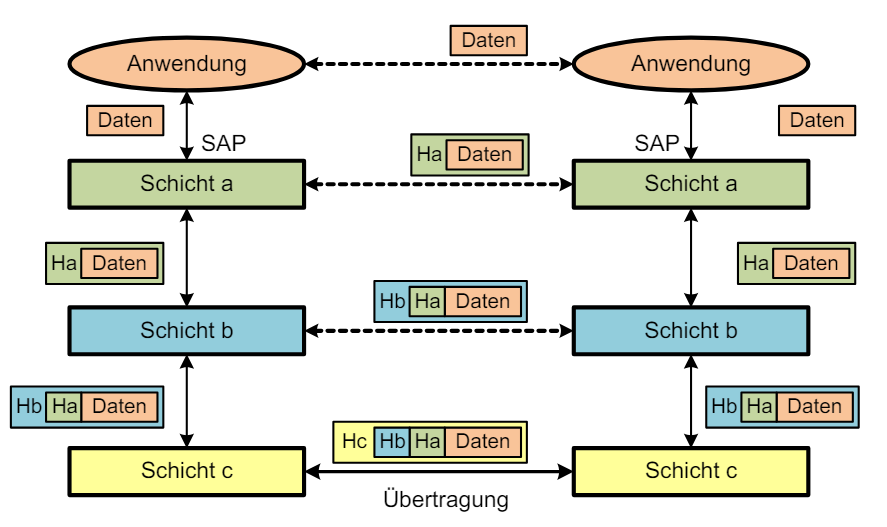 Daten
Anwendung
Anwendung
Daten
Daten
SAP
SAP
Ha Daten
Schicht a
Schicht a
Ha Daten
Ha Daten
Hb Ha Daten
Schicht b
Schicht b
Hb Ha Daten
Hb Ha Daten
Hc Hb Ha Daten
Schicht c
Schicht c
Übertragung